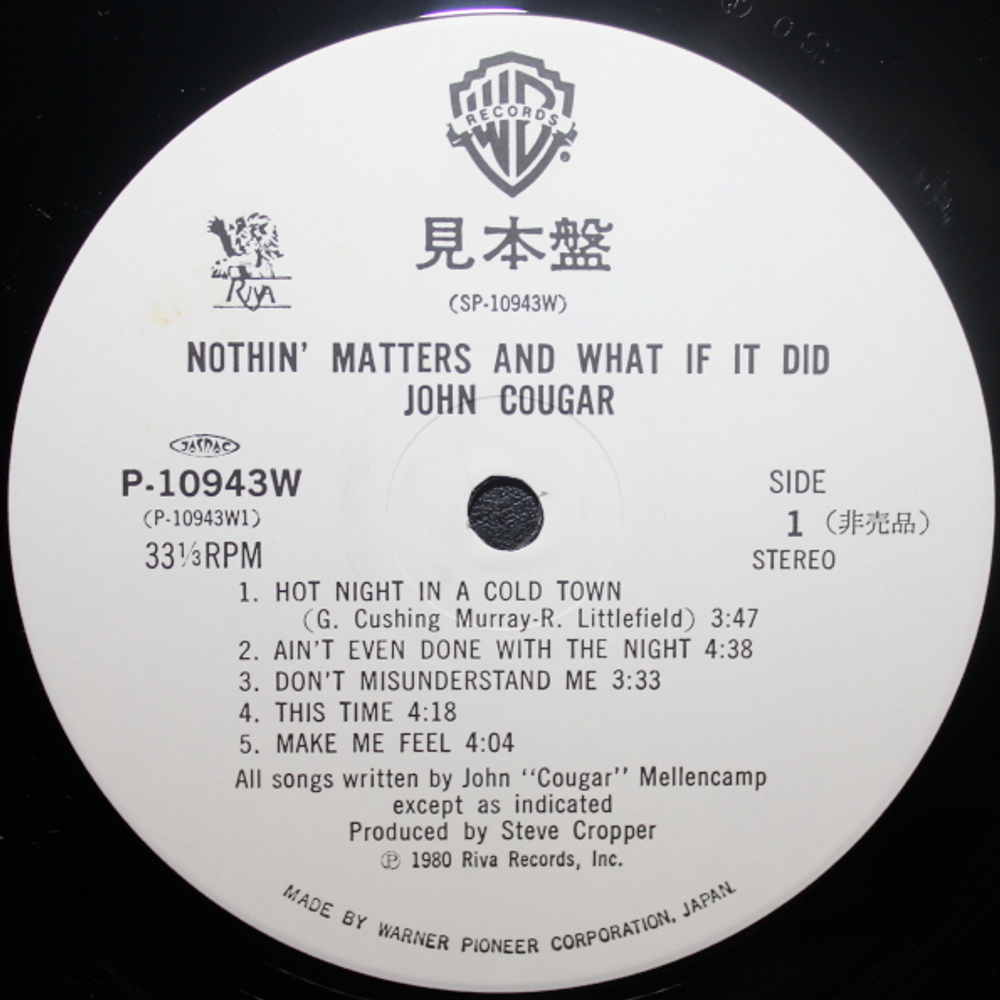 WB
RECORDS
®
見本盤
RIVA
(SP-10943W)
NOTHIN' MATTERS AND WHAT IF IT DID
JOHN COUGAR
JASRAC
P-10943W
(P-10943W1)
33⅓RPM
SIDE
1 (非売品)
STEREO
1. HOT NIGHT IN A COLD TOWN
(G. Cushing Murray-R. Littlefield) 3:47
2. AIN'T EVEN DONE WITH THE NIGHT 4:38
3. DON'T MISUNDERSTAND ME 3:33
4. THIS TIME 4:18
5. MAKE ME FEEL 4:04
All songs written by John "Cougar" Mellencamp
except as indicated
Produced by Steve Cropper
℗ 1980 Riva Records, Inc.
MADE BY WARNER PIONEER CORPORATION, JAPAN.